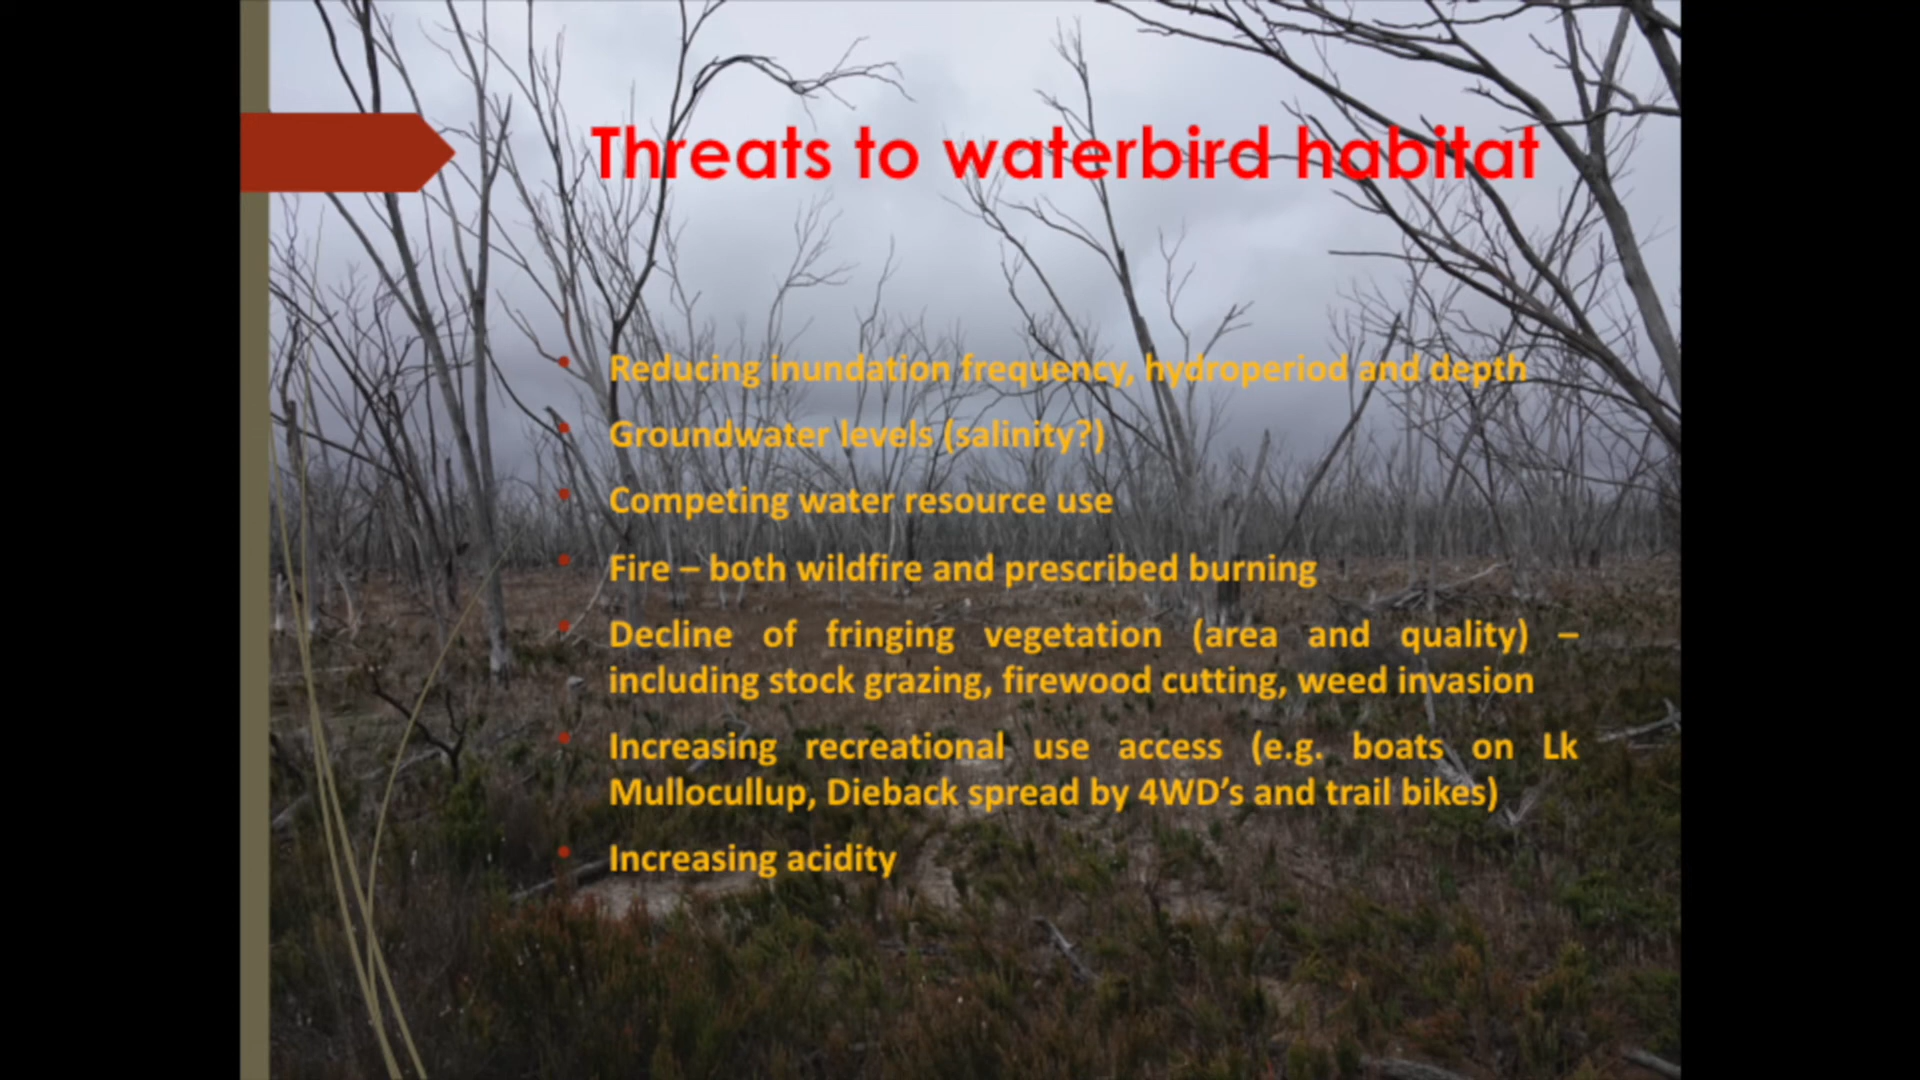 Threats to waterbird habitat
• Reducing inundation frequency, hydroperiod and depth
• Groundwater levels (salinity?)
• Competing water resource use
• Fire – both wildfire and prescribed burning
• Decline of fringing vegetation (area and quality) –
including stock grazing, firewood cutting, weed invasion
• Increasing recreational use access (e.g. boats on Lk
Mullocullup, Dieback spread by 4WD’s and trail bikes)
• Increasing acidity